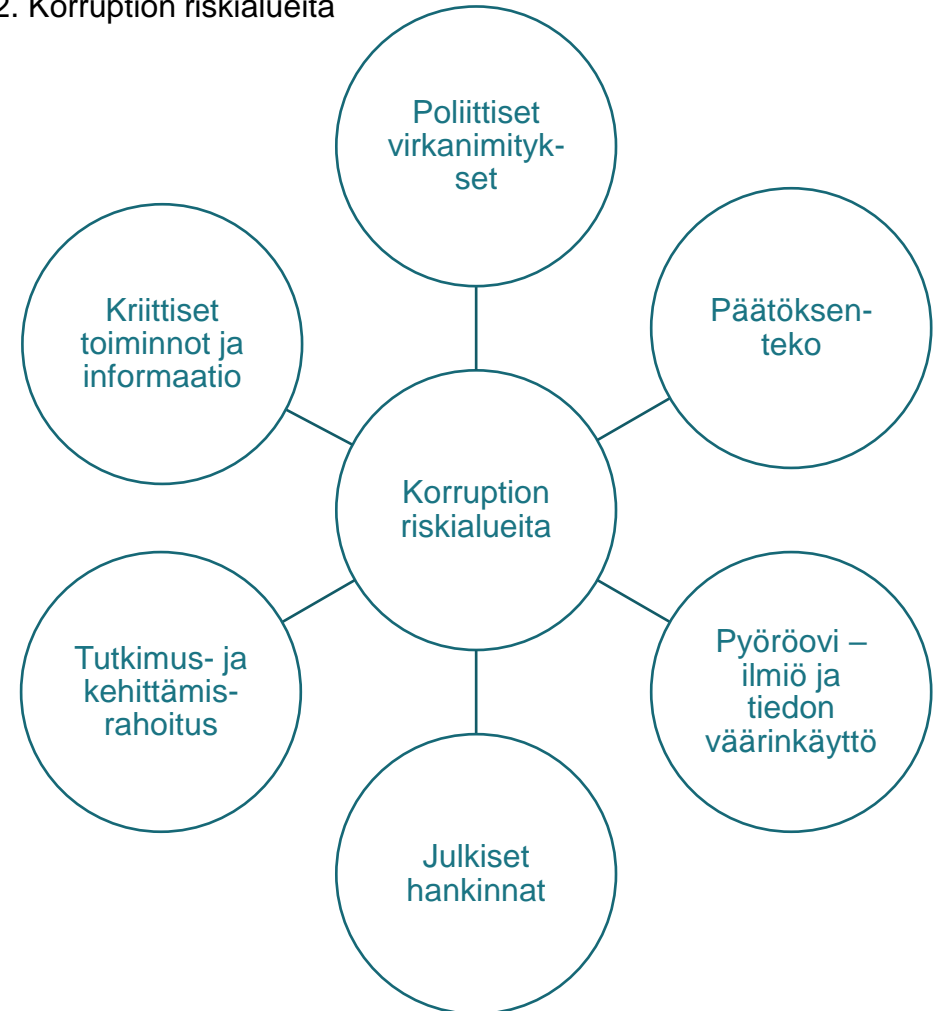 2. Korruption riskialueita
Poliittiset
virkanimityk-
set
Kriittiset
toiminnot ja
informaatio
Päätöksen-
teko
Korruption
riskialueita
Tutkimus- ja
kehittämis-
rahoitus
Pyöröovi –
ilmiö ja
tiedon
väärinkäyttö
Julkiset
hankinnat